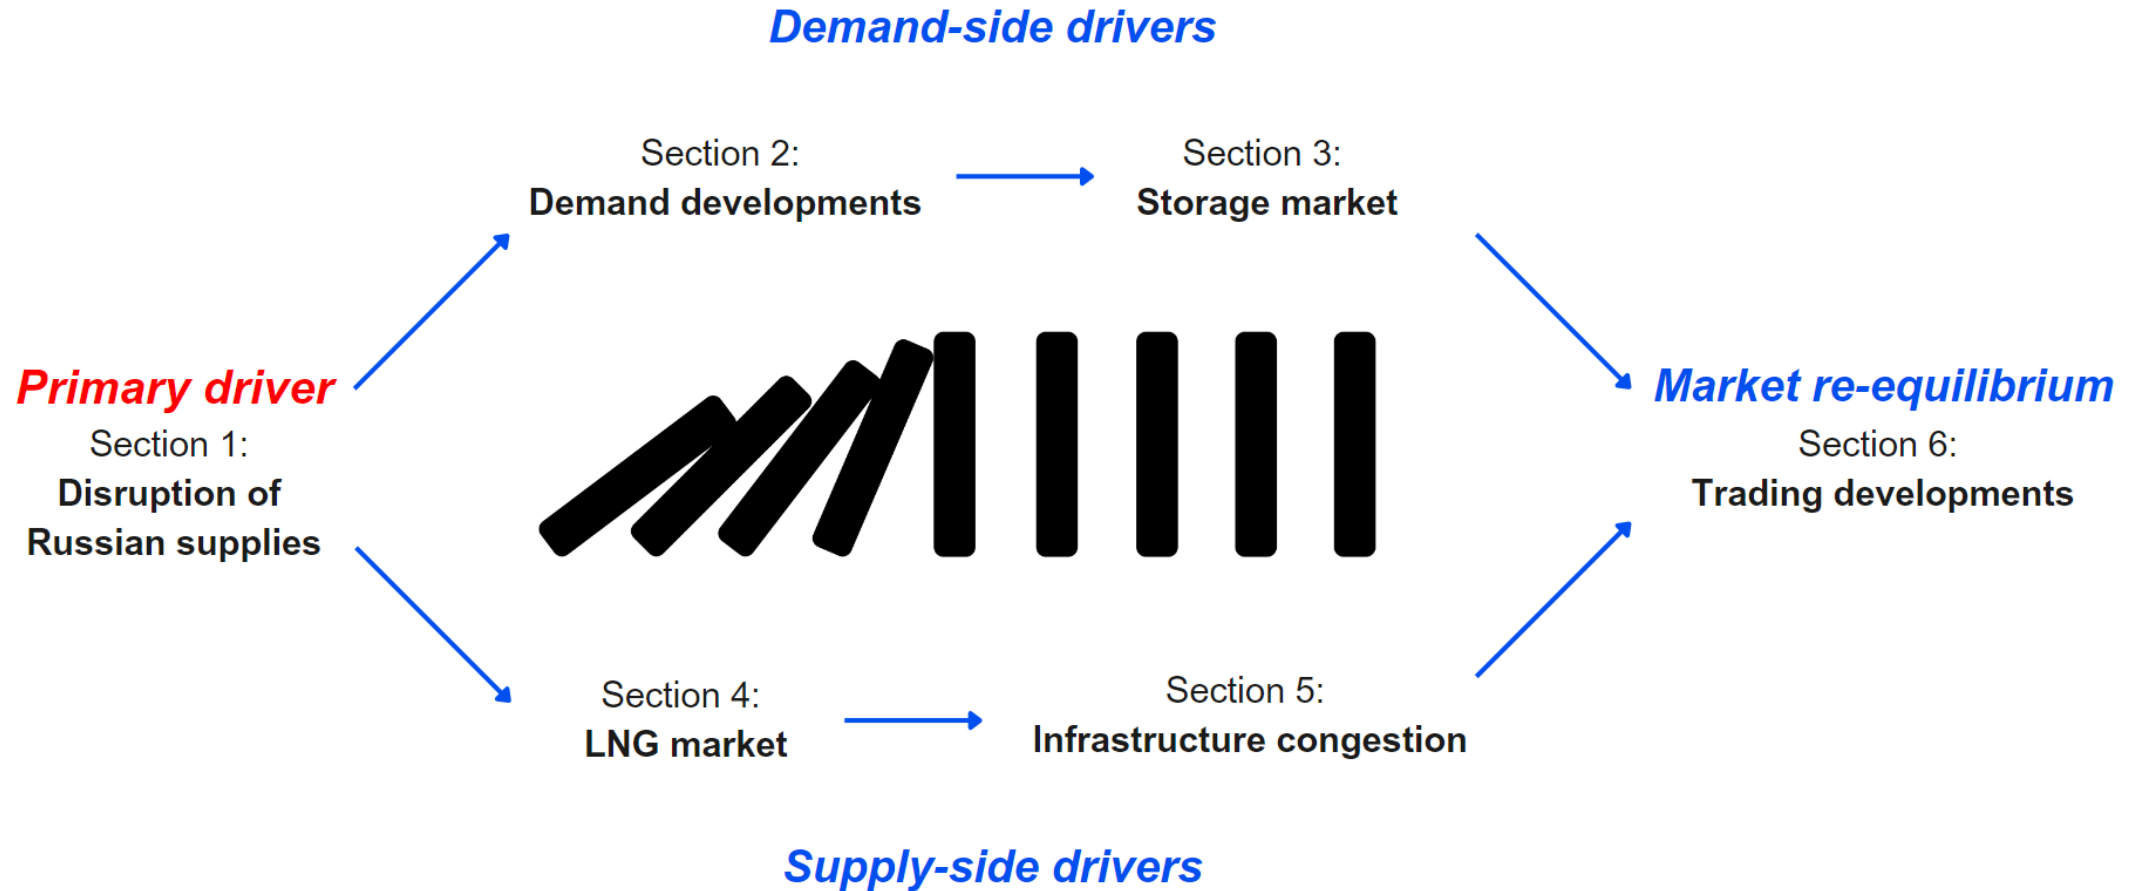 Demand-side drivers
Section 2:
Demand developments
Section 3:
Storage market
Primary driver
Section 1:
Disruption of
Russian supplies
Market re-equilibrium
Section 6:
Trading developments
Section 4:
LNG market
Section 5:
Infrastructure congestion
Supply-side drivers